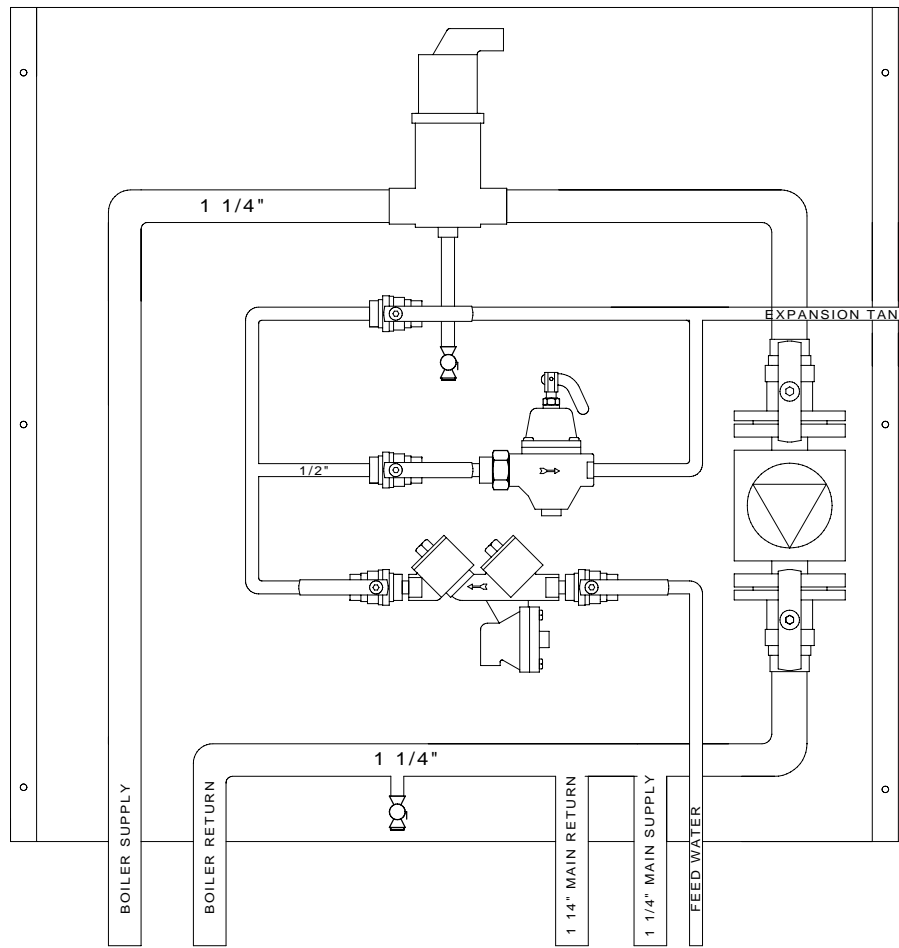 1 1/4"
EXPANSION TAN
1/2"
1 1/4"
BOILER SUPPLY
BOILER RETURN
1 14" MAIN RETURN
1 1/4" MAIN SUPPLY
FEED WATER